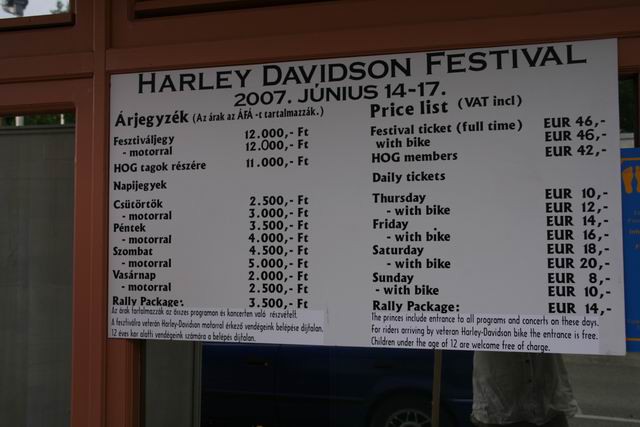 HARLEY DAVIDSON FESTIVAL
2007. JÚNIUS 14-17.
Árjegyzék (Az árak az ÁFÁ -t tartalmazzák.)
Fesztiváljegy 12.000,- Ft
- motorral 12.000,- Ft
HOG tagok részére 11.000,- Ft
Napijegyek
Csütörtök 2.500,- Ft
- motorral 3.000,- Ft
Péntek 3.500,- Ft
- motorral 4.000,- Ft
Szombat 4.500,- Ft
- motorral 5.000,- Ft
Vasárnap 2.000,- Ft
- motorral 2.500,- Ft
Rally Package: 3.500,- Ft
Az árak tartalmazzák az összes programon és koncerten való részvételt.
A fesztiválra veterán Harley-Davidson motorral érkező vendégeink belépése díjtalan.
12 éves kor alatti vendégeink számára a belépés díjtalan.
Price list (VAT incl)
Festival ticket (full time) EUR 46,-
with bike EUR 46,-
HOG members EUR 42,-
Daily tickets
Thursday EUR 10,-
- with bike EUR 12,-
Friday EUR 14,-
- with bike EUR 16,-
Saturday EUR 18,-
- with bike EUR 20,-
Sunday EUR 8,-
- with bike EUR 10,-
Rally Package: EUR 14,-
The princes include entrance to all programs and concerts on these days.
For riders arriving by veteran Harley-Davidson bike the entrance is free.
Children under the age of 12 are welcome free of charge.